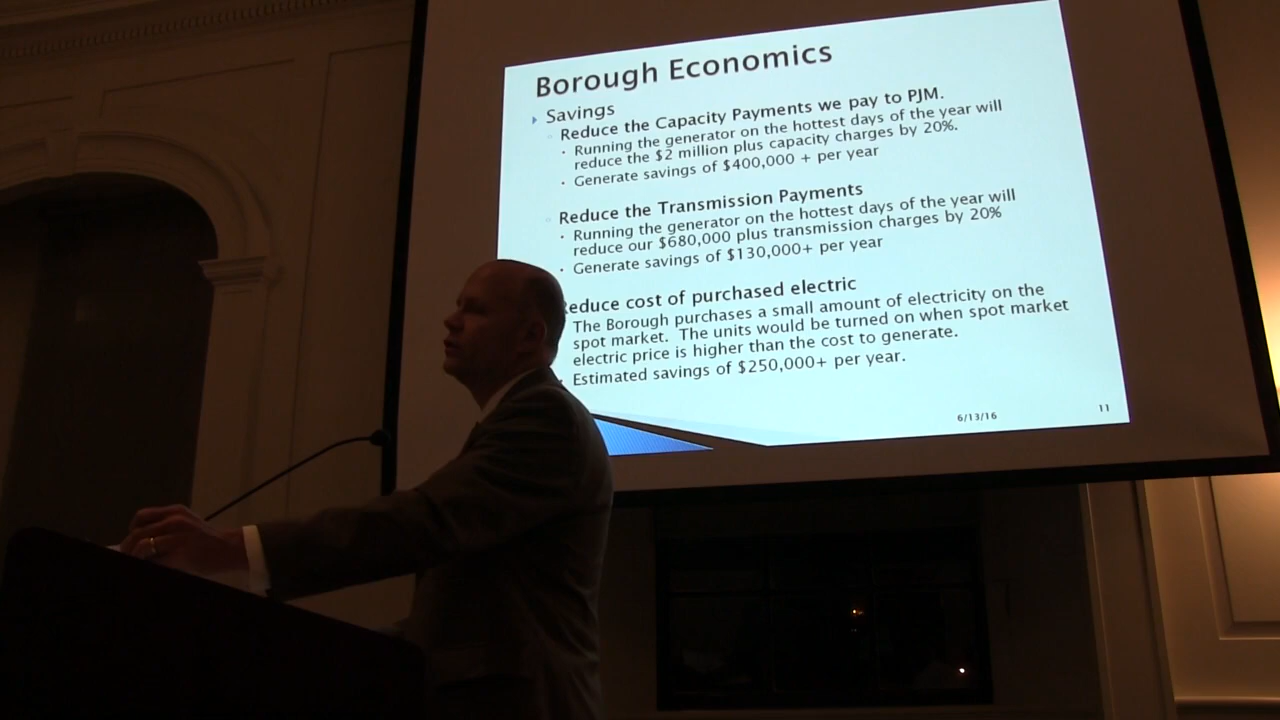 Borough Economics
Savings
Reduce the Capacity Payments we pay to PJM.
Running the generator on the hottest days of the year will
reduce the $2 million plus capacity charges by 20%.
Generate savings of $400,000 + per year
Reduce the Transmission Payments
Running the generator on the hottest days of the year will
reduce our $680,000 plus transmission charges by 20%
Generate savings of $130,000+ per year
Reduce cost of purchased electric
The Borough purchases a small amount of electricity on the
spot market. The units would be turned on when spot market
electric price is higher than the cost to generate.
Estimated savings of $250,000+ per year.
6/13/16
11